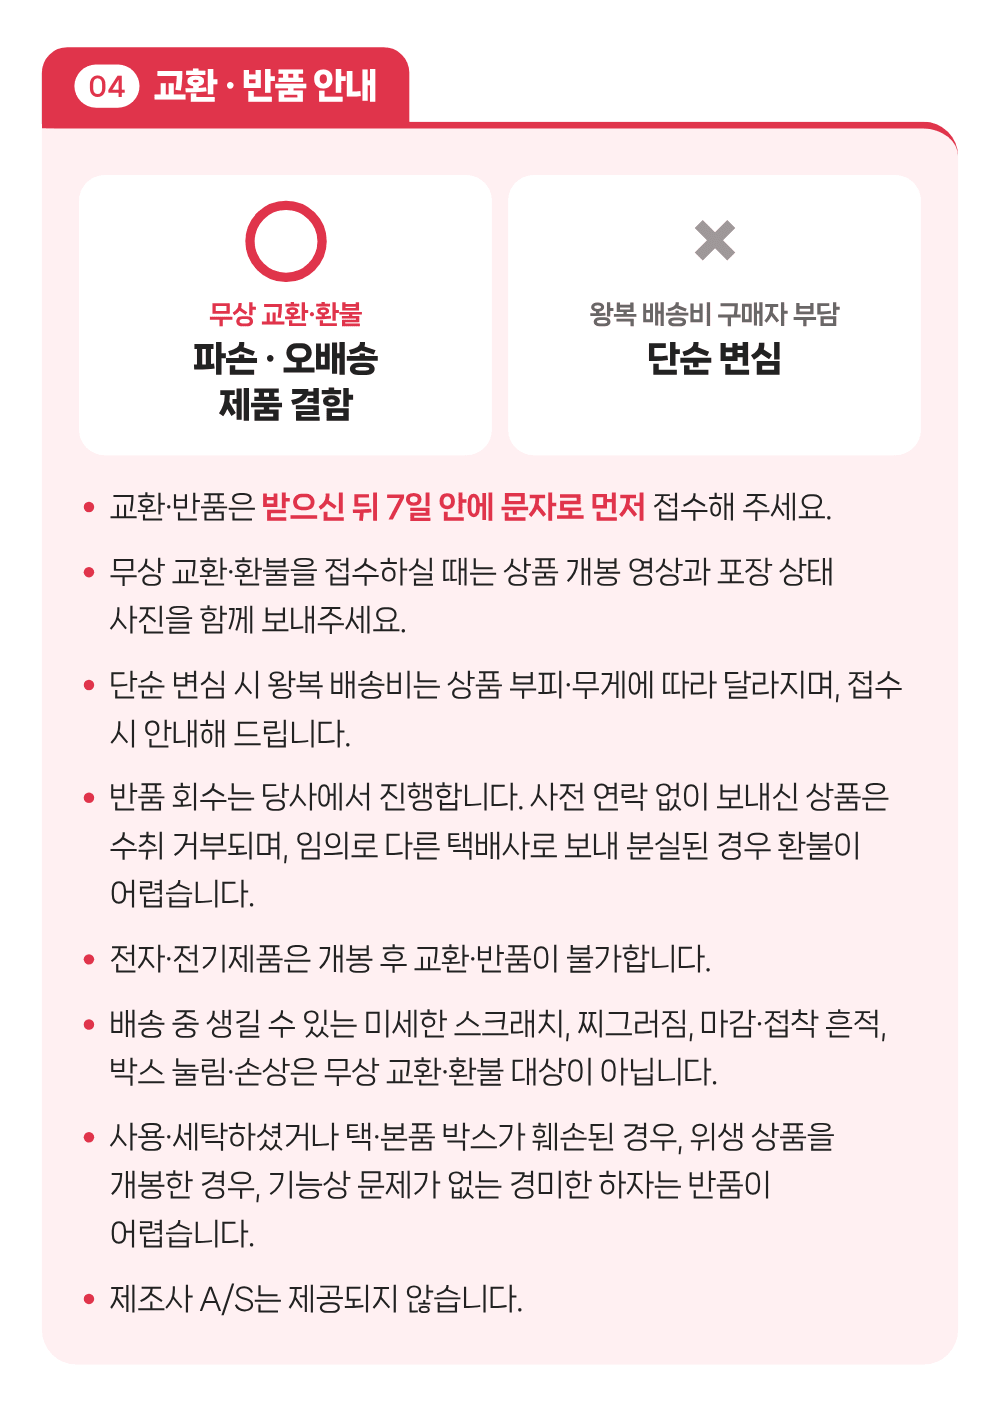 04 교환 · 반품 안내
무상 교환·환불
파손 · 오배송
제품 결함
왕복 배송비 구매자 부담
단순 변심
• 교환·반품은 받으신 뒤 7일 안에 문자로 먼저 접수해 주세요.
• 무상 교환·환불을 접수하실 때는 상품 개봉 영상과 포장 상태
사진을 함께 보내주세요.
• 단순 변심 시 왕복 배송비는 상품 부피·무게에 따라 달라지며, 접수
시 안내해 드립니다.
• 반품 회수는 당사에서 진행합니다. 사전 연락 없이 보내신 상품은
수취 거부되며, 임의로 다른 택배사로 보내 분실된 경우 환불이
어렵습니다.
• 전자·전기제품은 개봉 후 교환·반품이 불가합니다.
• 배송 중 생길 수 있는 미세한 스크래치, 찌그러짐, 마감·접착 흔적,
박스 눌림·손상은 무상 교환·환불 대상이 아닙니다.
• 사용·세탁하셨거나 택·본품 박스가 훼손된 경우, 위생 상품을
개봉한 경우, 기능상 문제가 없는 경미한 하자는 반품이
어렵습니다.
• 제조사 A/S는 제공되지 않습니다.